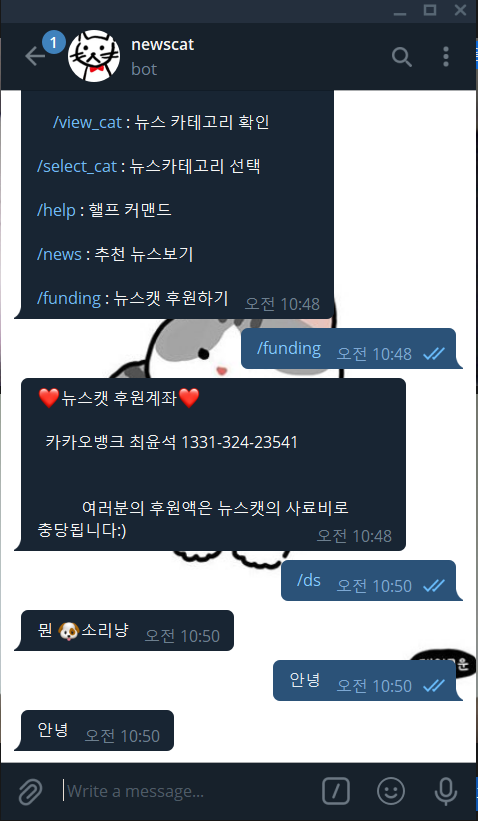 1
newscat
bot
/view_cat : 뉴스 카테고리 확인
/select_cat : 뉴스카테고리 선택
/help : 핼프 커맨드
/news : 추천 뉴스보기
/funding : 뉴스캣 후원하기 오전 10:48
/funding 오전 10:48
❤️뉴스캣 후원계좌❤️
카카오뱅크 최윤석 1331-324-23541
여러분의 후원액은 뉴스캣의 사료비로
충당됩니다:)
오전 10:48
/ds 오전 10:50
뭔 🐶소리냥 오전 10:50
안녕 오전 10:50
안녕 오전 10:50
Write a message...